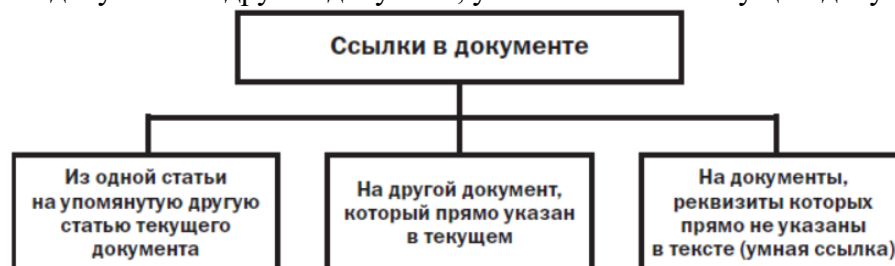 Ссылки в документе
Из одной статьи
на упомянутую другую
статью текущего
документа
На другой документ,
который прямо указан
в текущем
На документы,
реквизиты которых
прямо не указаны
в тексте (умная ссылка)